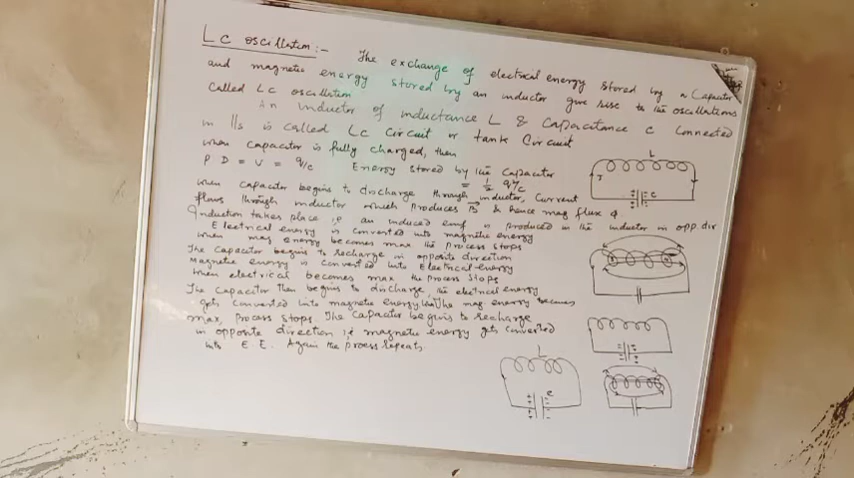 LC oscillation:- The exchange of electrical energy stored by a Capacitor
and magnetic energy stored by an inductor give rise to the oscillations
Called LC oscillation
An inductor of inductance L & Capacitance C Connected
in ||s is called LC Circuit or tank Circuit
when Capacitor is fully charged, then
P D = V = q/c Energy stored by the Capacitor
= 1/2 q²/c
when capacitor begins to discharge through inductor, Current
flows through inductor which produces B & hence mag flux φ
Induction takes place ie an induced emf is produced in the inductor in opp. dir
Electrical energy is converted into magnetic energy
when mag energy becomes max the process stops
The Capacitor begins to recharge in opposite direction
Magnetic energy is converted into Electrical energy
when electrical becomes max the process stops
The Capacitor then begins to discharge, the electrical energy
gets converted into magnetic energy The mag energy becomes
max, process stops. The Capacitor begins to recharge
in opposite direction ie magnetic energy gets converted
into E. E. Again the process repeats.
L
I
C
L
C